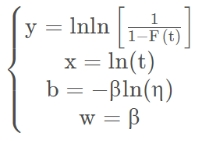 y = lnln [1/(1−F(t))]
x = ln(t)
b = −βln(η)
w = β